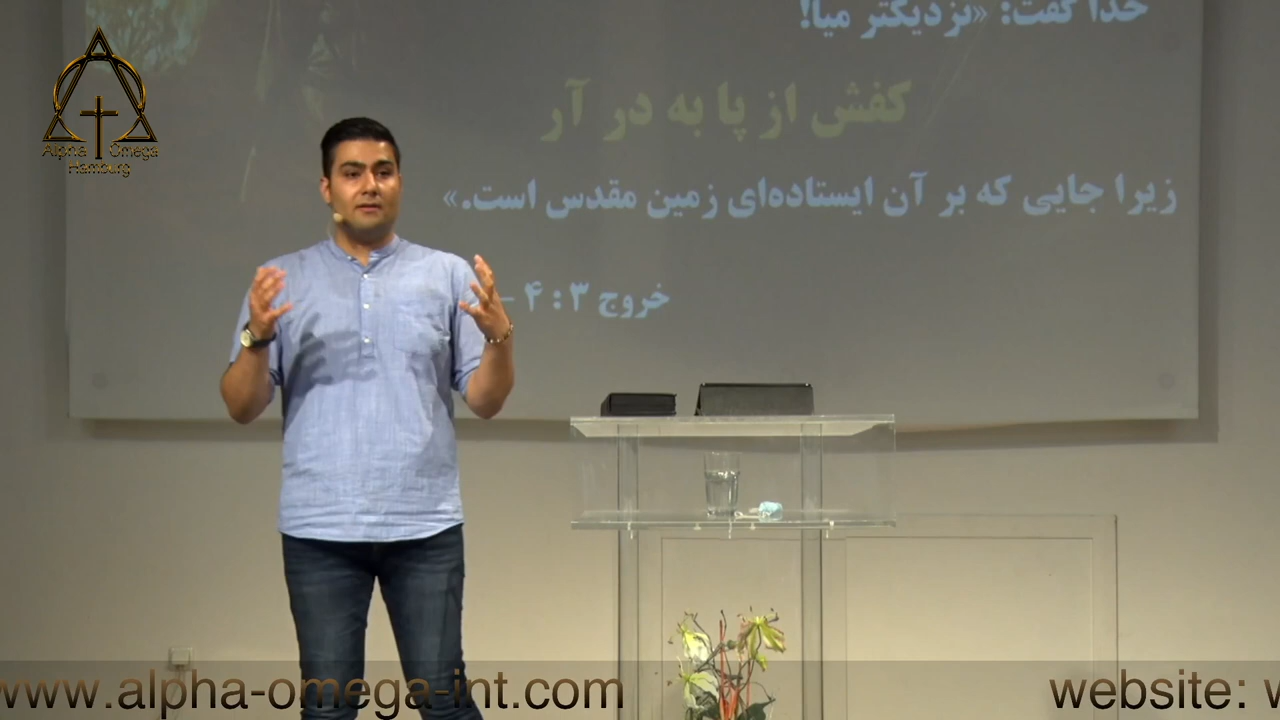 خدا گفت: «نزدیکتر میا!
کفش از پا به در آر
زیرا جایی که بر آن ایستاده‌ای زمین مقدس است.»
خروج ۳ : ۴ –
Alpha Omega
Hamburg
www.alpha-omega-int.com website: